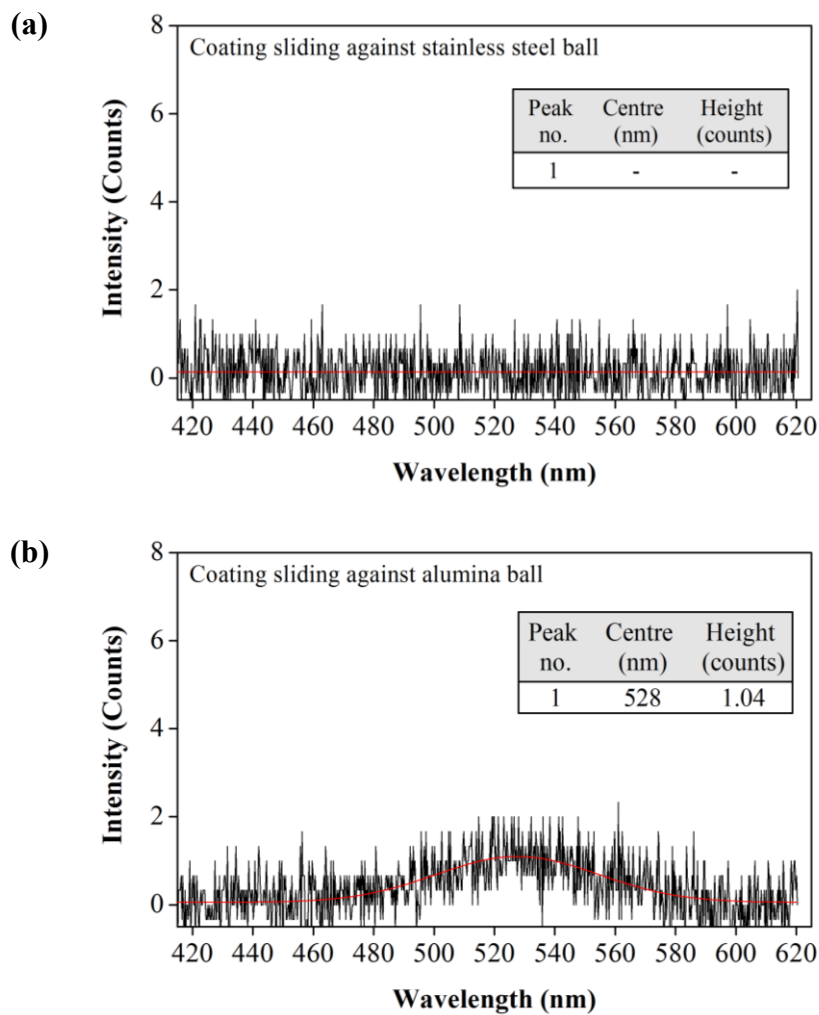 (a)
Coating sliding against stainless steel ball
Peak Centre Height
no. (nm) (counts)
1 - -
8
6
4
2
0
Intensity (Counts)
420 440 460 480 500 520 540 560 580 600 620
Wavelength (nm)
(b)
Coating sliding against alumina ball
Peak Centre Height
no. (nm) (counts)
1 528 1.04
8
6
4
2
0
Intensity (Counts)
420 440 460 480 500 520 540 560 580 600 620
Wavelength (nm)